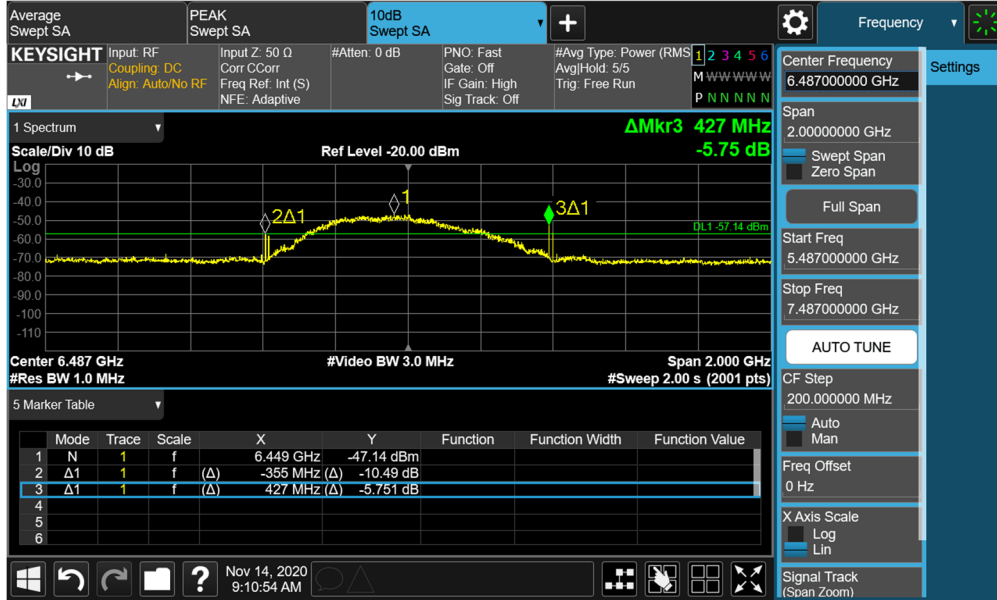 Average
Swept SA
PEAK
Swept SA
10dB
Swept SA
+
Frequency
KEYSIGHT
LXI
Input: RF
Coupling: DC
Align: Auto/No RF
Input Z: 50 Ω
Corr CCorr
Freq Ref: Int (S)
NFE: Adaptive
#Atten: 0 dB
PNO: Fast
Gate: Off
IF Gain: High
Sig Track: Off
#Avg Type: Power (RMS
Avg|Hold: 5/5
Trig: Free Run
1 2 3 4 5 6
M W W W W W
P N N N N N
1 Spectrum
ΔMkr3 427 MHz
-5.75 dB
Scale/Div 10 dB
Ref Level -20.00 dBm
Log
-30.0
-40.0
-50.0
-60.0
-70.0
-80.0
-90.0
-100
-110
1
2Δ1
3Δ1
DL1 -57.14 dBm
Center 6.487 GHz
#Video BW 3.0 MHz
Span 2.000 GHz
#Res BW 1.0 MHz
#Sweep 2.00 s (2001 pts)
5 Marker Table
Mode Trace Scale X Y Function Function Width Function Value
1 N 1 f 6.449 GHz -47.14 dBm
2 Δ1 1 f (Δ) -355 MHz (Δ) -10.49 dB
3 Δ1 1 f (Δ) 427 MHz (Δ) -5.751 dB
4
5
6
?
Nov 14, 2020
9:10:54 AM
Center Frequency
6.487000000 GHz
Span
2.00000000 GHz
Swept Span
Zero Span
Full Span
Start Freq
5.487000000 GHz
Stop Freq
7.487000000 GHz
AUTO TUNE
CF Step
200.000000 MHz
Auto
Man
Freq Offset
0 Hz
X Axis Scale
Log
Lin
Signal Track
(Span Zoom)
Settings